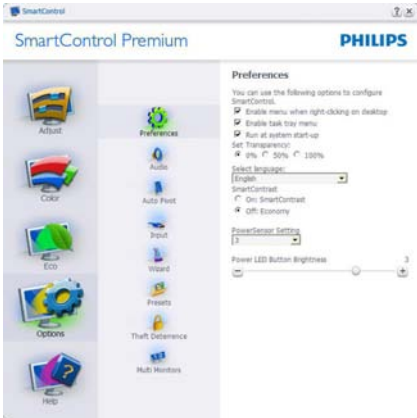 SmartControl
SmartControl Premium
PHILIPS
Adjust
Color
Eco
Options
Help
Preferences
Audio
Auto Pivot
Input
Wizard
Presets
Theft Deterrence
Multi Monitors
Preferences
You can use the following options to configure
SmartControl.
Enable menu when right-clicking on desktop
Enable task tray menu
Run at system start-up
Set Transparency:
0% 50% 100%
Select language:
English
SmartContrast
On: SmartContrast
Off: Economy
PowerSensor Setting
3
Power LED Button Brightness 3